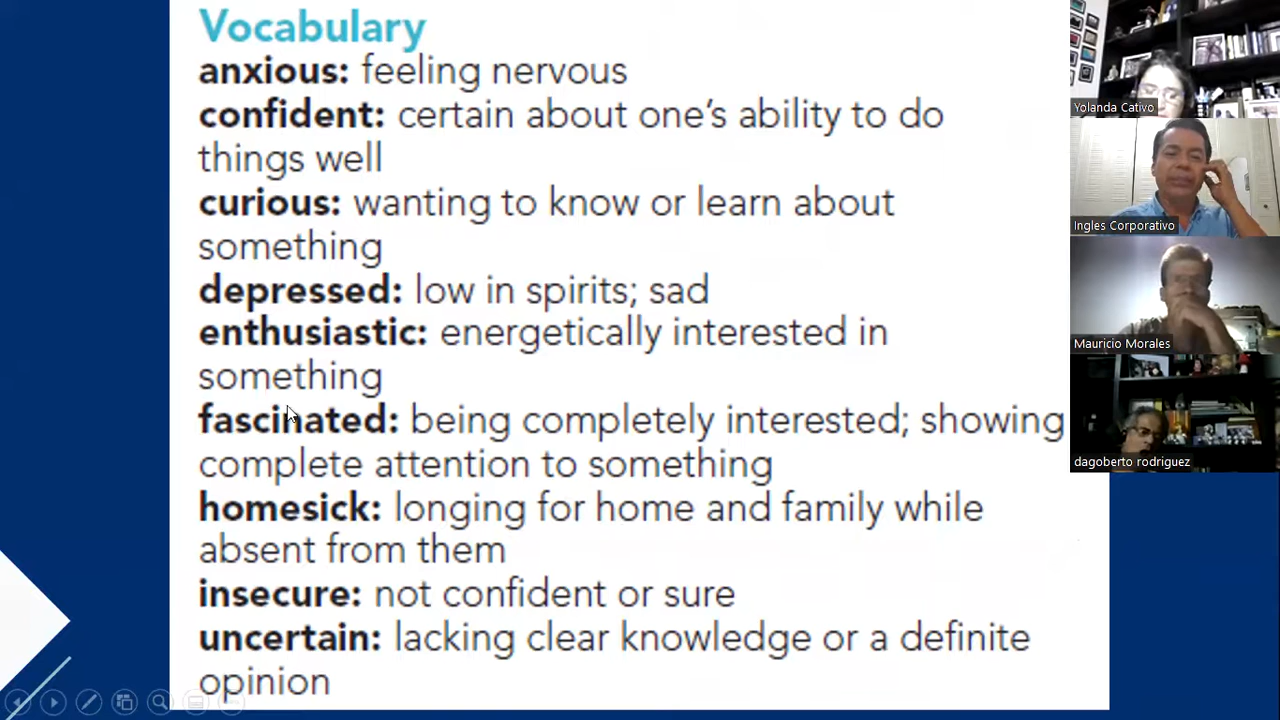 Vocabulary
anxious: feeling nervous
confident: certain about one's ability to do
things well
curious: wanting to know or learn about
something
depressed: low in spirits; sad
enthusiastic: energetically interested in
something
fascinated: being completely interested; showing
complete attention to something
homesick: longing for home and family while
absent from them
insecure: not confident or sure
uncertain: lacking clear knowledge or a definite
opinion
Yolanda Cativo
Ingles Corporativo
Mauricio Morales
dagoberto rodriguez